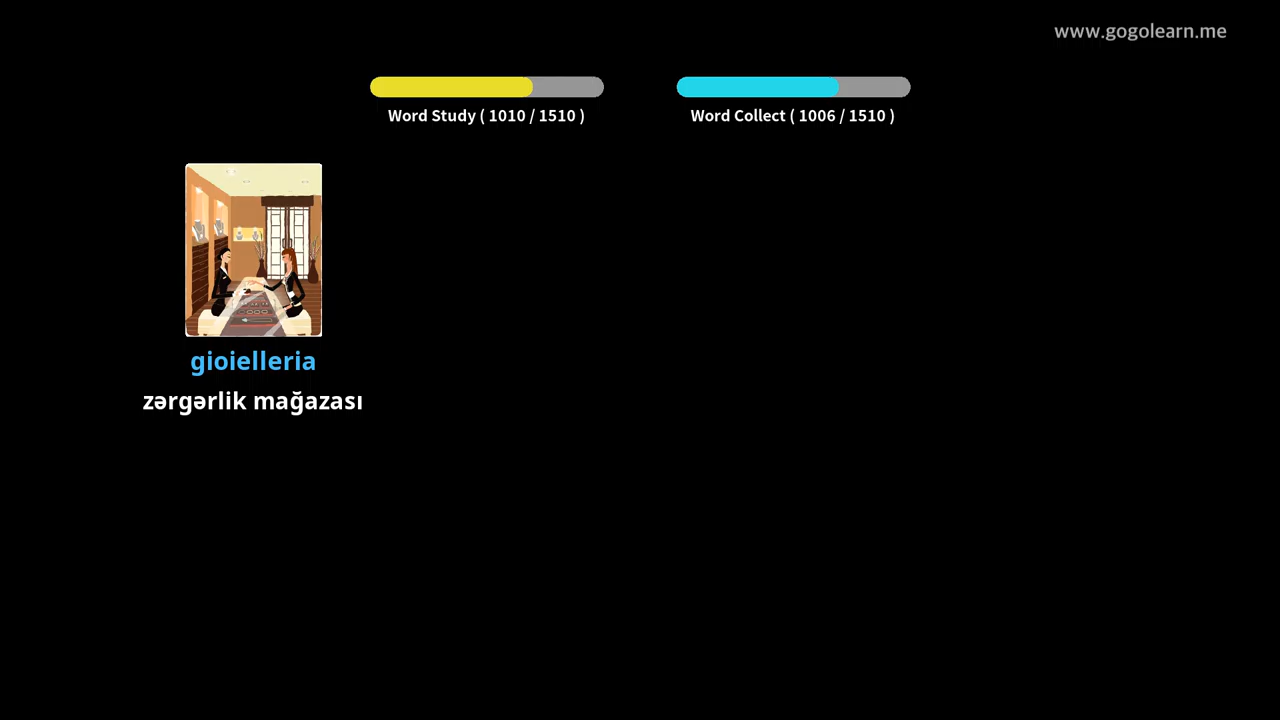 www.gogolearn.me
Word Study ( 1010 / 1510 )
Word Collect ( 1006 / 1510 )
gioielleria
zərgərlik mağazası